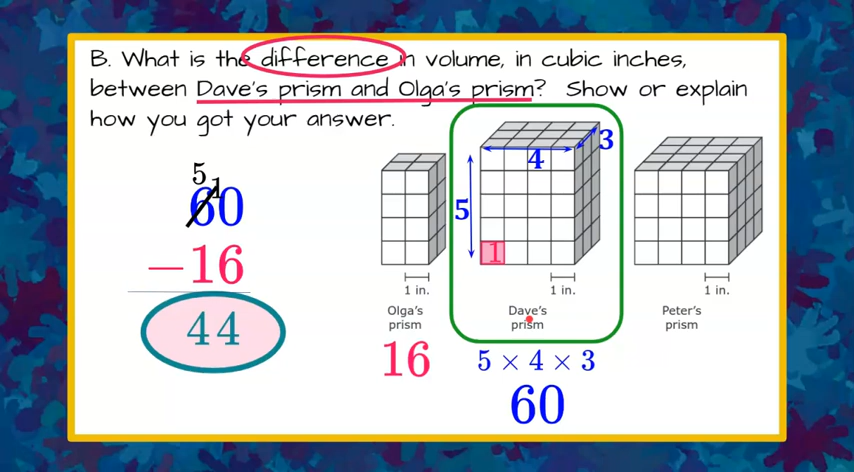 B. What is the difference in volume, in cubic inches,
between Dave's prism and Olga's prism? Show or explain
how you got your answer.
5 1
60
−16
44
4
3
5
1
1 in.
1 in.
1 in.
Olga's
prism
Dave's
prism
Peter's
prism
16
5 × 4 × 3
60